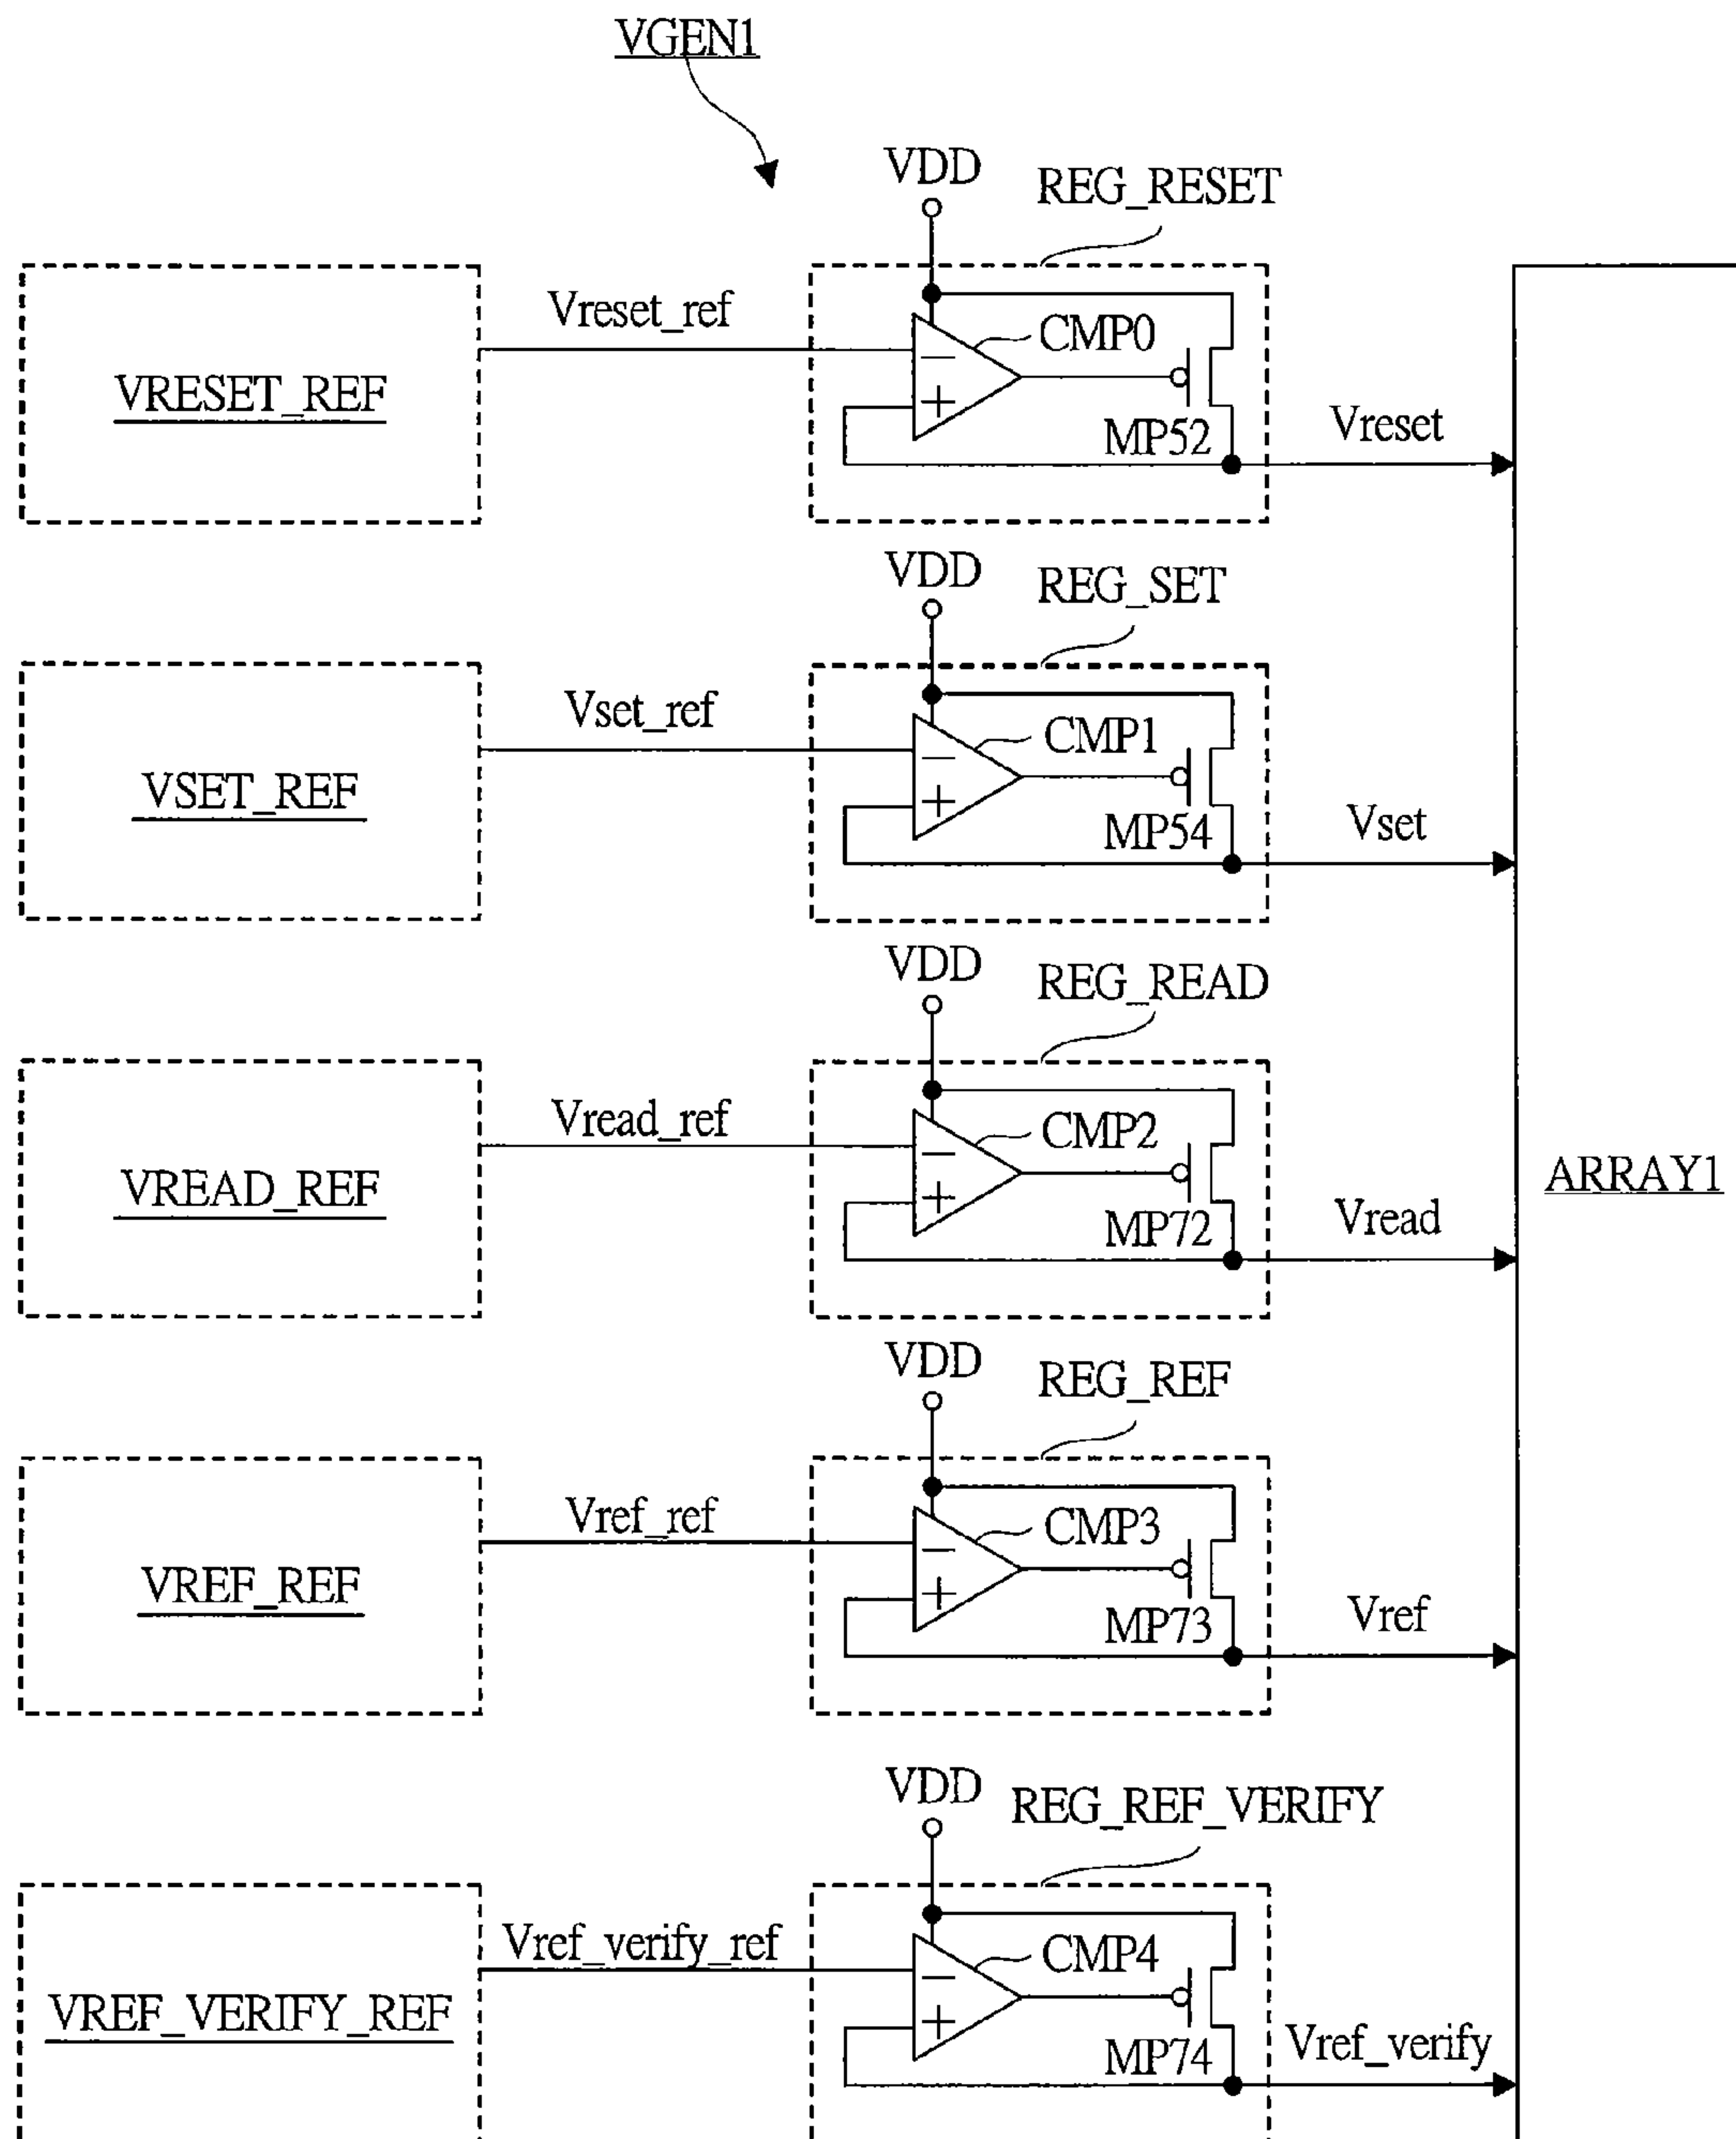 VGEN1
VDD
REG_RESET
Vreset_ref
CMP0
VRESET_REF
−
+
MP52
Vreset
VDD
REG_SET
Vset_ref
CMP1
VSET_REF
−
+
MP54
Vset
VDD
REG_READ
Vread_ref
CMP2
VREAD_REF
−
+
MP72
Vread
ARRAY1
VDD
REG_REF
Vref_ref
CMP3
VREF_REF
−
+
MP73
Vref
VDD
REG_REF_VERIFY
Vref_verify_ref
CMP4
VREF_VERIFY_REF
−
+
MP74
Vref_verify